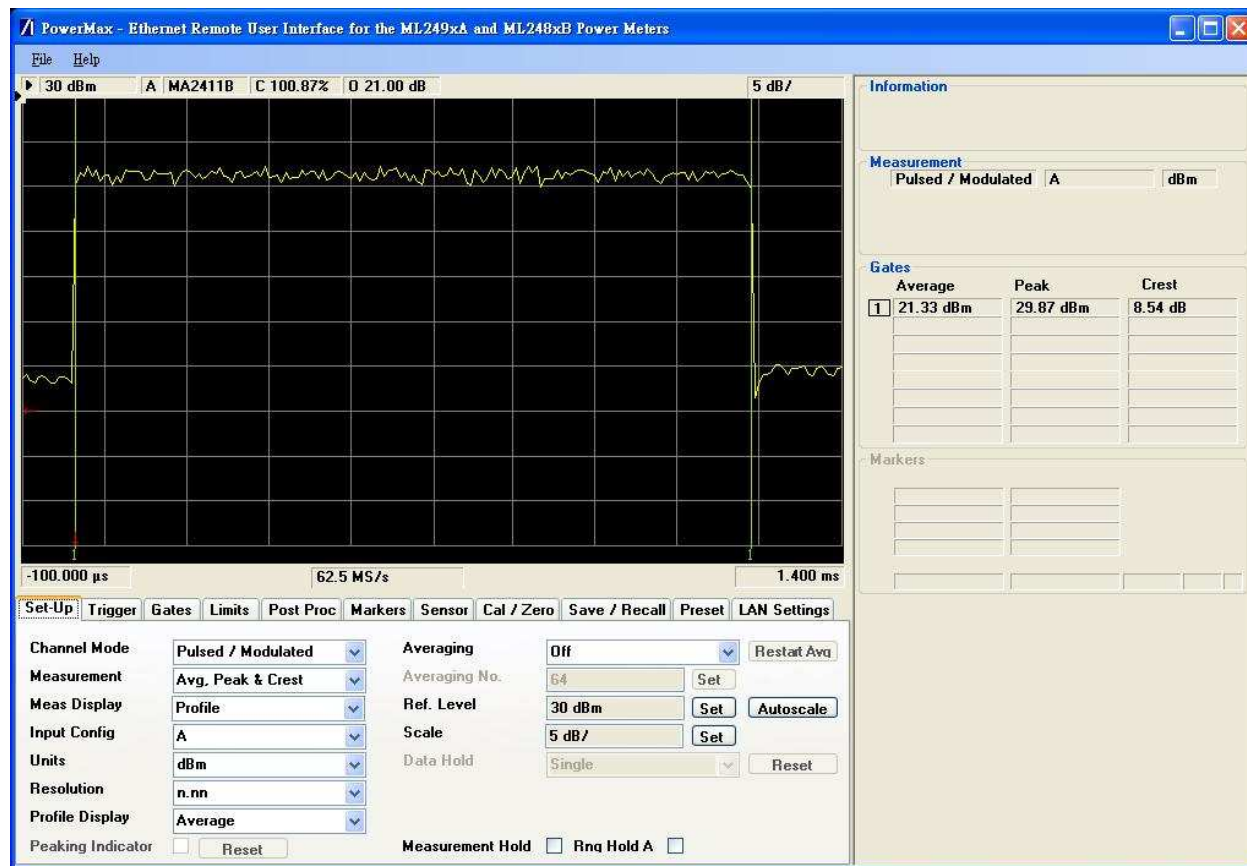 PowerMax - Ethernet Remote User Interface for the ML249xA and ML248xB Power Meters
File Help
30 dBm A MA2411B C 100.87% O 21.00 dB 5 dB/
1 1
-100.000 µs 62.5 MS/s 1.400 ms
Information
Measurement
Pulsed / Modulated A dBm
Gates
Average Peak Crest
1 21.33 dBm 29.87 dBm 8.54 dB
Markers
Set-Up Trigger Gates Limits Post Proc Markers Sensor Cal / Zero Save / Recall Preset LAN Settings
Channel Mode Pulsed / Modulated Averaging Off Restart Avg
Measurement Avg, Peak & Crest Averaging No. 64 Set
Meas Display Profile Ref. Level 30 dBm Set Autoscale
Input Config A Scale 5 dB/ Set
Units dBm Data Hold Single Reset
Resolution n.nn
Profile Display Average
Peaking Indicator Reset Measurement Hold Rng Hold A